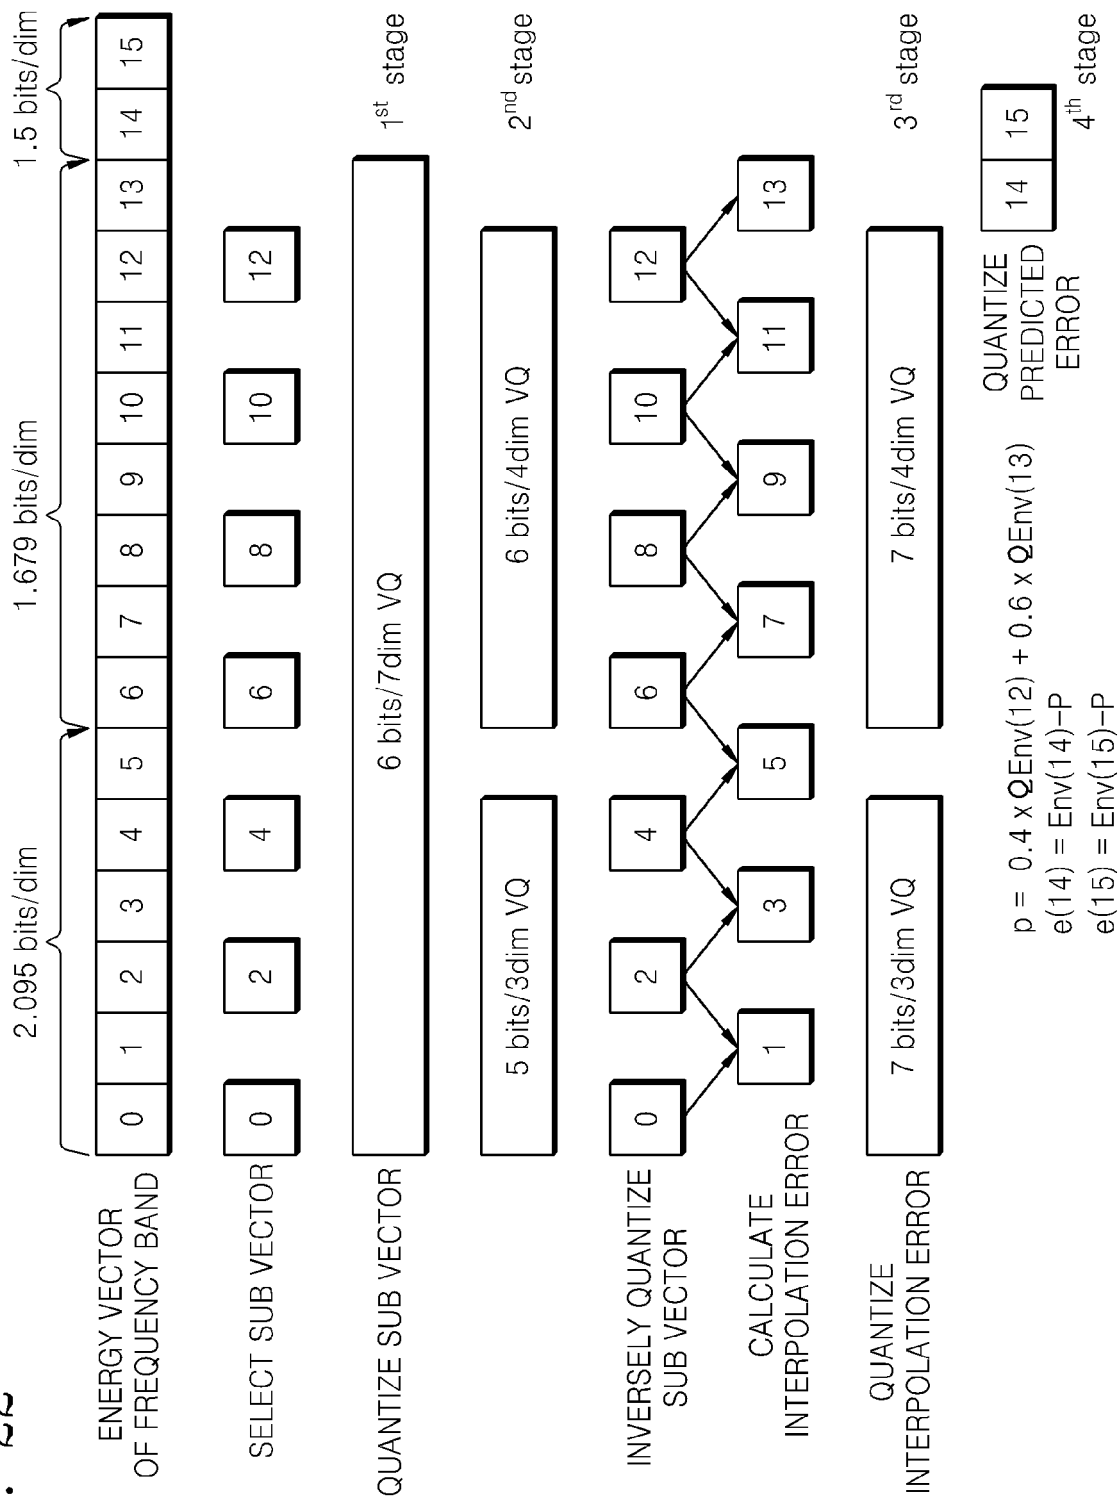 22
2.095 bits/dim 1.679 bits/dim 1.5 bits/dim
ENERGY VECTOR
OF FREQUENCY BAND
0 1 2 3 4 5 6 7 8 9 10 11 12 13 14 15
SELECT SUB VECTOR
0 2 4 6 8 10 12
QUANTIZE SUB VECTOR
6 bits/7dim VQ
1st stage
5 bits/3dim VQ
6 bits/4dim VQ
2nd stage
INVERSELY QUANTIZE
SUB VECTOR
0 2 4 6 8 10 12
CALCULATE
INTERPOLATION ERROR
1 3 5 7 9 11 13
QUANTIZE
INTERPOLATION ERROR
7 bits/3dim VQ
7 bits/4dim VQ
3rd stage
p = 0.4 x QEnv(12) + 0.6 x QEnv(13)
e(14) = Env(14)–P
e(15) = Env(15)–P
QUANTIZE
PREDICTED
ERROR
14 15
4th stage